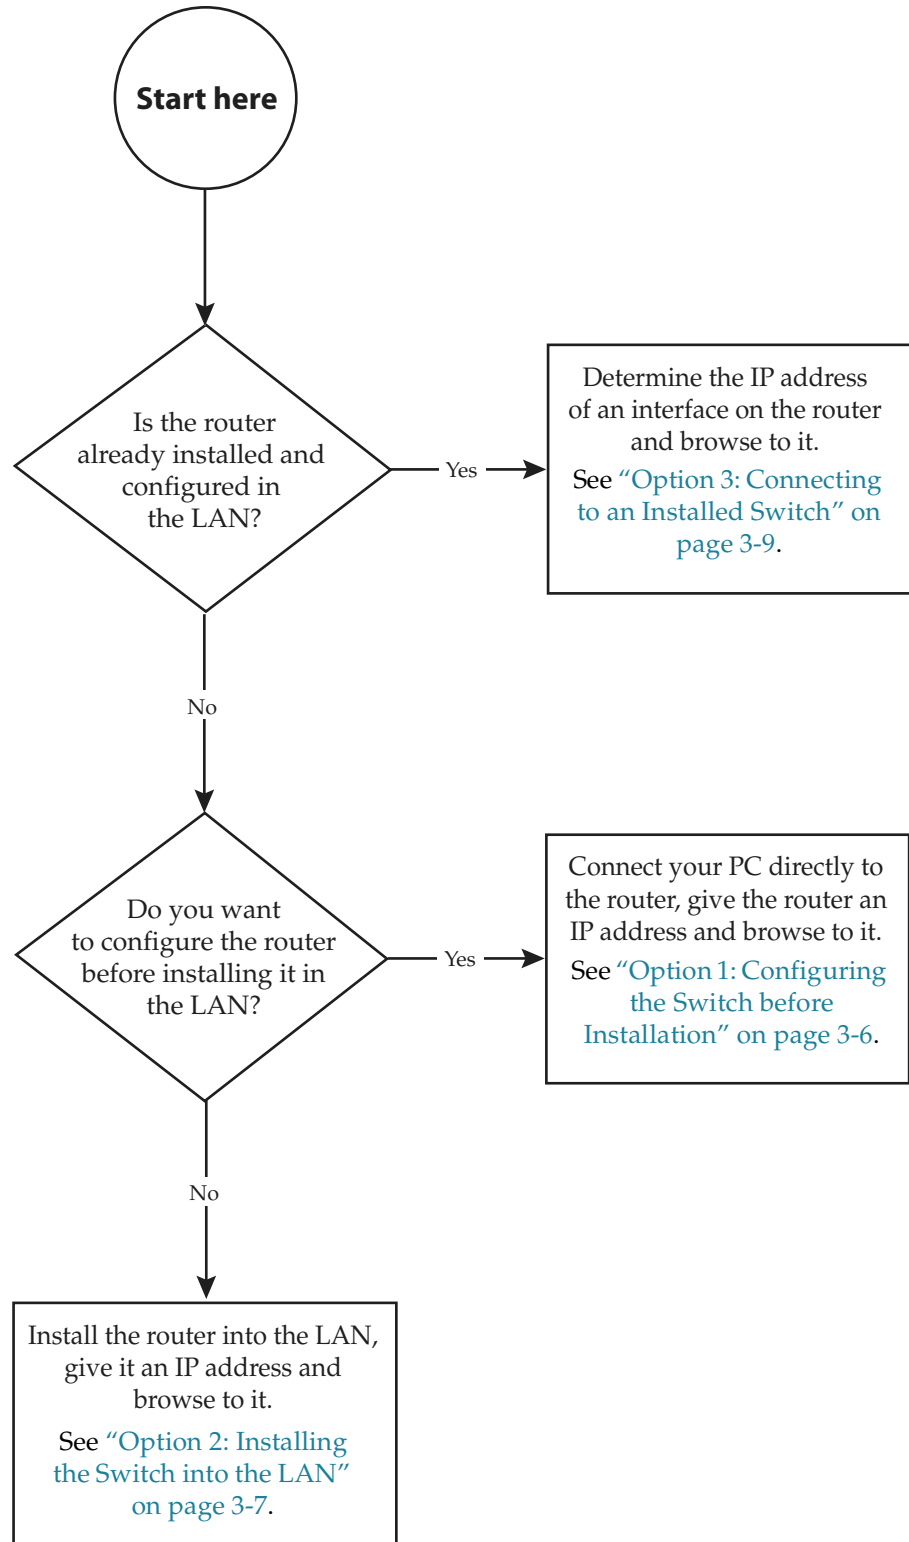 Start here
Is the router
already installed and
configured in
the LAN?
Yes
Determine the IP address
of an interface on the router
and browse to it.
See “Option 3: Connecting
to an Installed Switch” on
page 3-9.
No
Do you want
to configure the router
before installing it in
the LAN?
Yes
Connect your PC directly to
the router, give the router an
IP address and browse to it.
See “Option 1: Configuring
the Switch before
Installation” on page 3-6.
No
Install the router into the LAN,
give it an IP address and
browse to it.
See “Option 2: Installing
the Switch into the LAN”
on page 3-7.